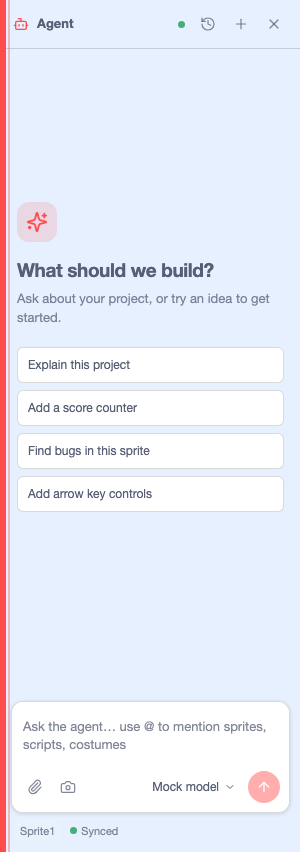 Agent
What should we build?
Ask about your project, or try an idea to get
started.
Explain this project
Add a score counter
Find bugs in this sprite
Add arrow key controls
Ask the agent… use @ to mention sprites,
scripts, costumes
Mock model
Sprite1 Synced